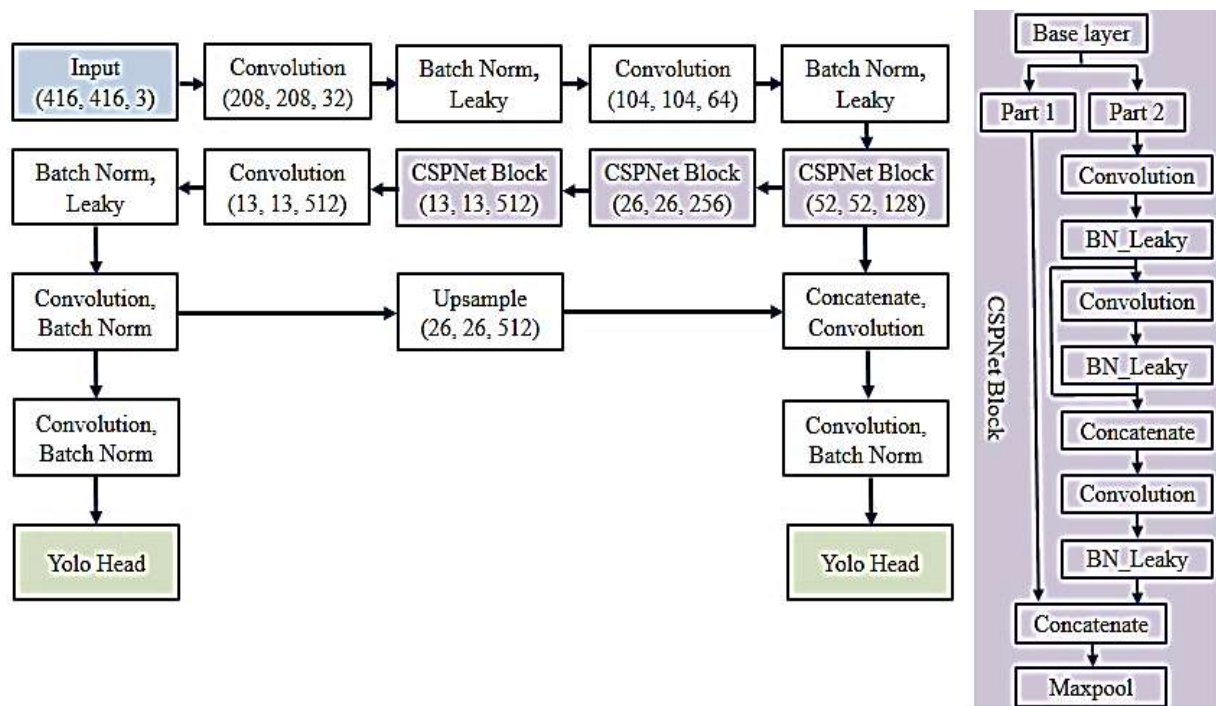 Input
(416, 416, 3)
Convolution
(208, 208, 32)
Batch Norm,
Leaky
Convolution
(104, 104, 64)
Batch Norm,
Leaky
Batch Norm,
Leaky
Convolution
(13, 13, 512)
CSPNet Block
(13, 13, 512)
CSPNet Block
(26, 26, 256)
CSPNet Block
(52, 52, 128)
Convolution,
Batch Norm
Upsample
(26, 26, 512)
Concatenate,
Convolution
Convolution,
Batch Norm
Convolution,
Batch Norm
Yolo Head
Yolo Head
Base layer
Part 1
Part 2
Convolution
BN_Leaky
Convolution
BN_Leaky
Concatenate
Convolution
BN_Leaky
Concatenate
Maxpool
CSPNet Block